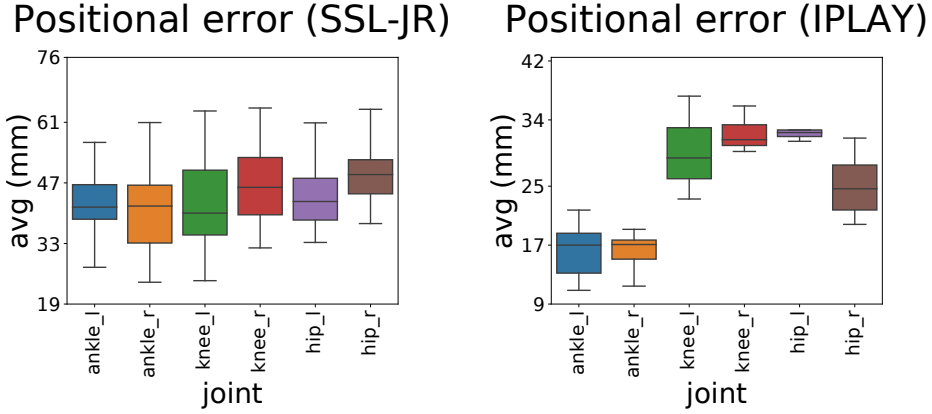 Positional error (SSL-JR)
76
61
47
33
19
avg (mm)
ankle_l
ankle_r
knee_l
knee_r
hip_l
hip_r
joint
Positional error (IPLAY)
42
34
25
17
9
avg (mm)
ankle_l
ankle_r
knee_l
knee_r
hip_l
hip_r
joint